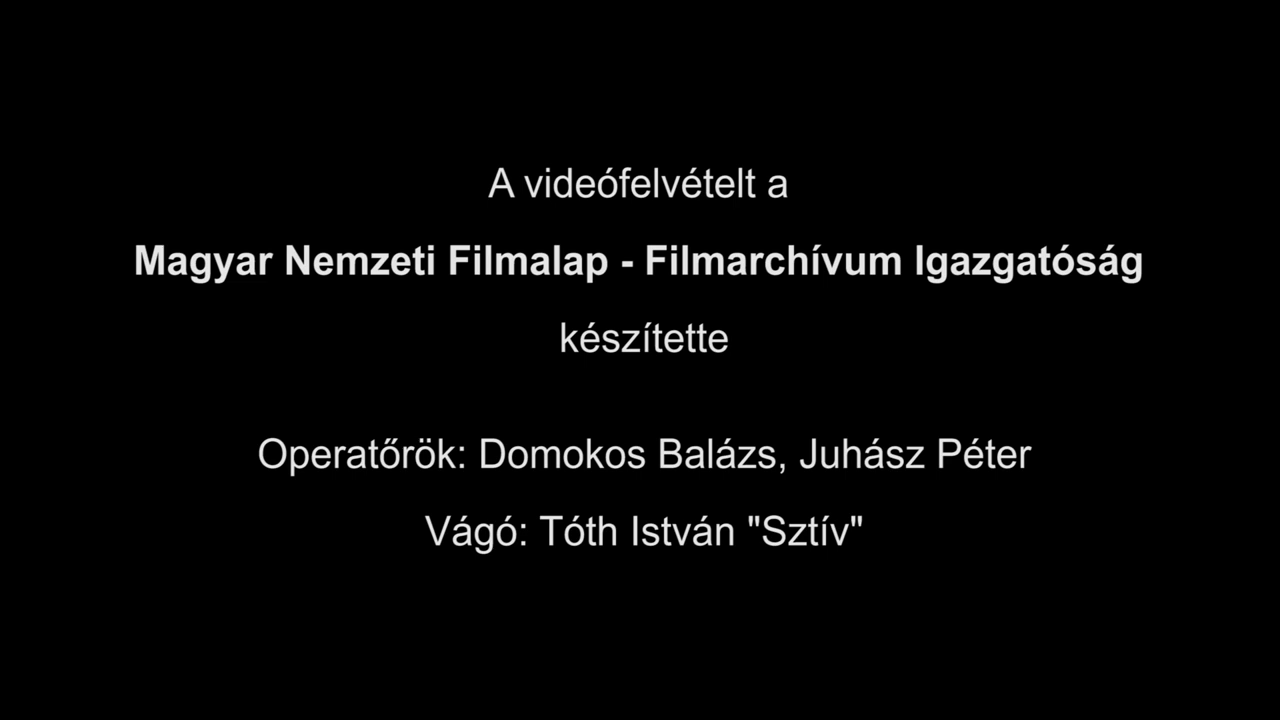 A videófelvételt a
Magyar Nemzeti Filmalap - Filmarchívum Igazgatóság
készítette
Operatőrök: Domokos Balázs, Juhász Péter
Vágó: Tóth István "Sztív"